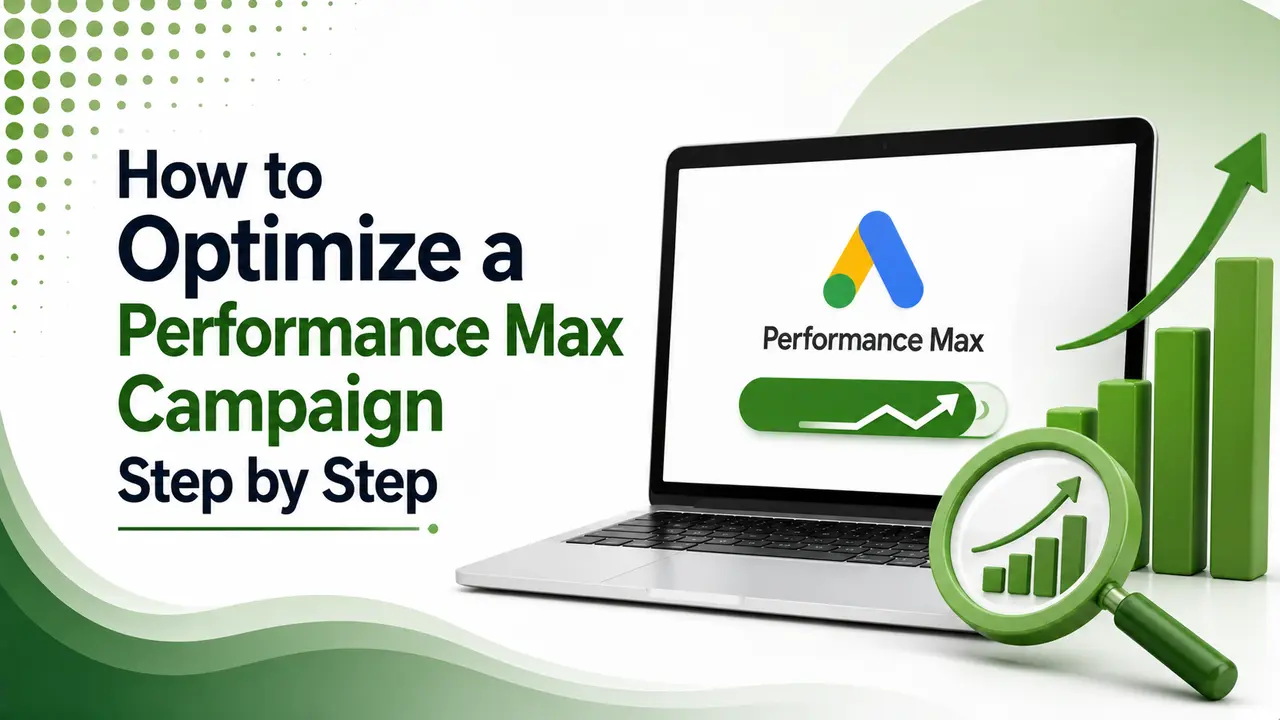 How to
Optimize a
Performance Max
Campaign
Step by Step
Performance Max